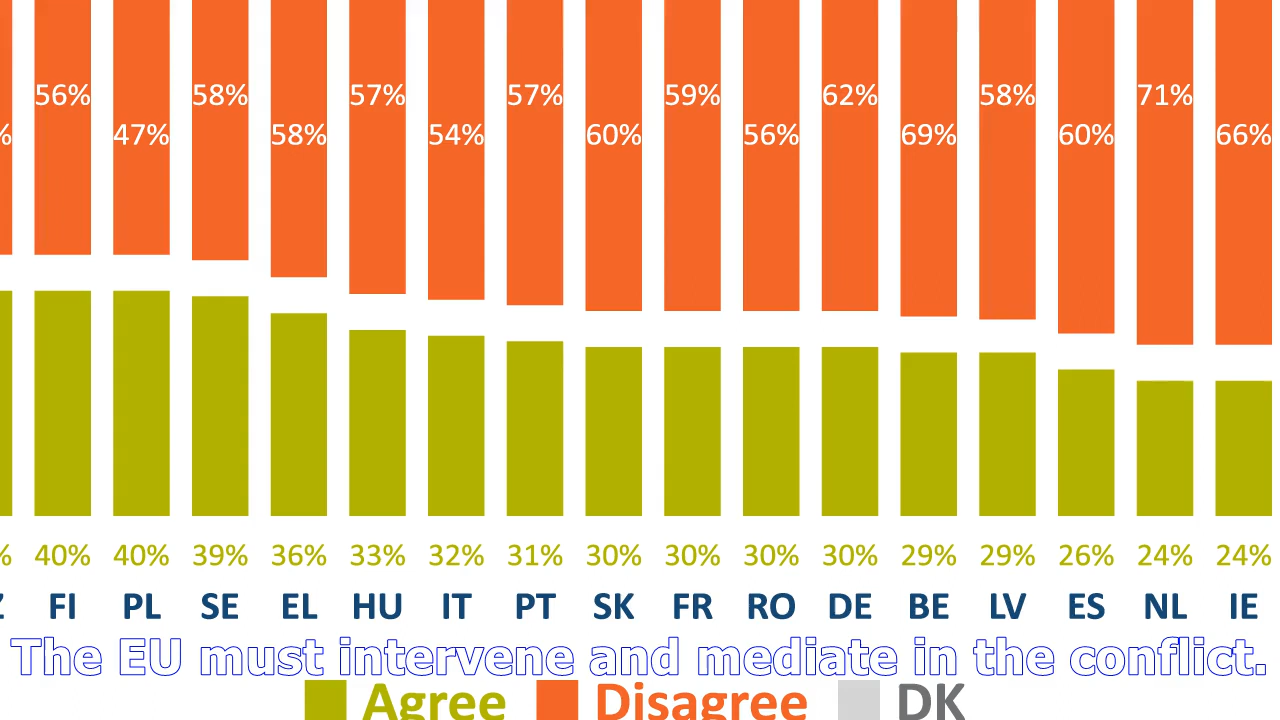 56% 58% 57% 57% 59% 62% 58% 71%
% 47% 58% 54% 60% 56% 69% 60% 66%
% 40% 40% 39% 36% 33% 32% 31% 30% 30% 30% 30% 29% 29% 26% 24% 24%
Z FI PL SE EL HU IT PT SK FR RO DE BE LV ES NL IE
The EU must intervene and mediate in the conflict.
Agree Disagree DK